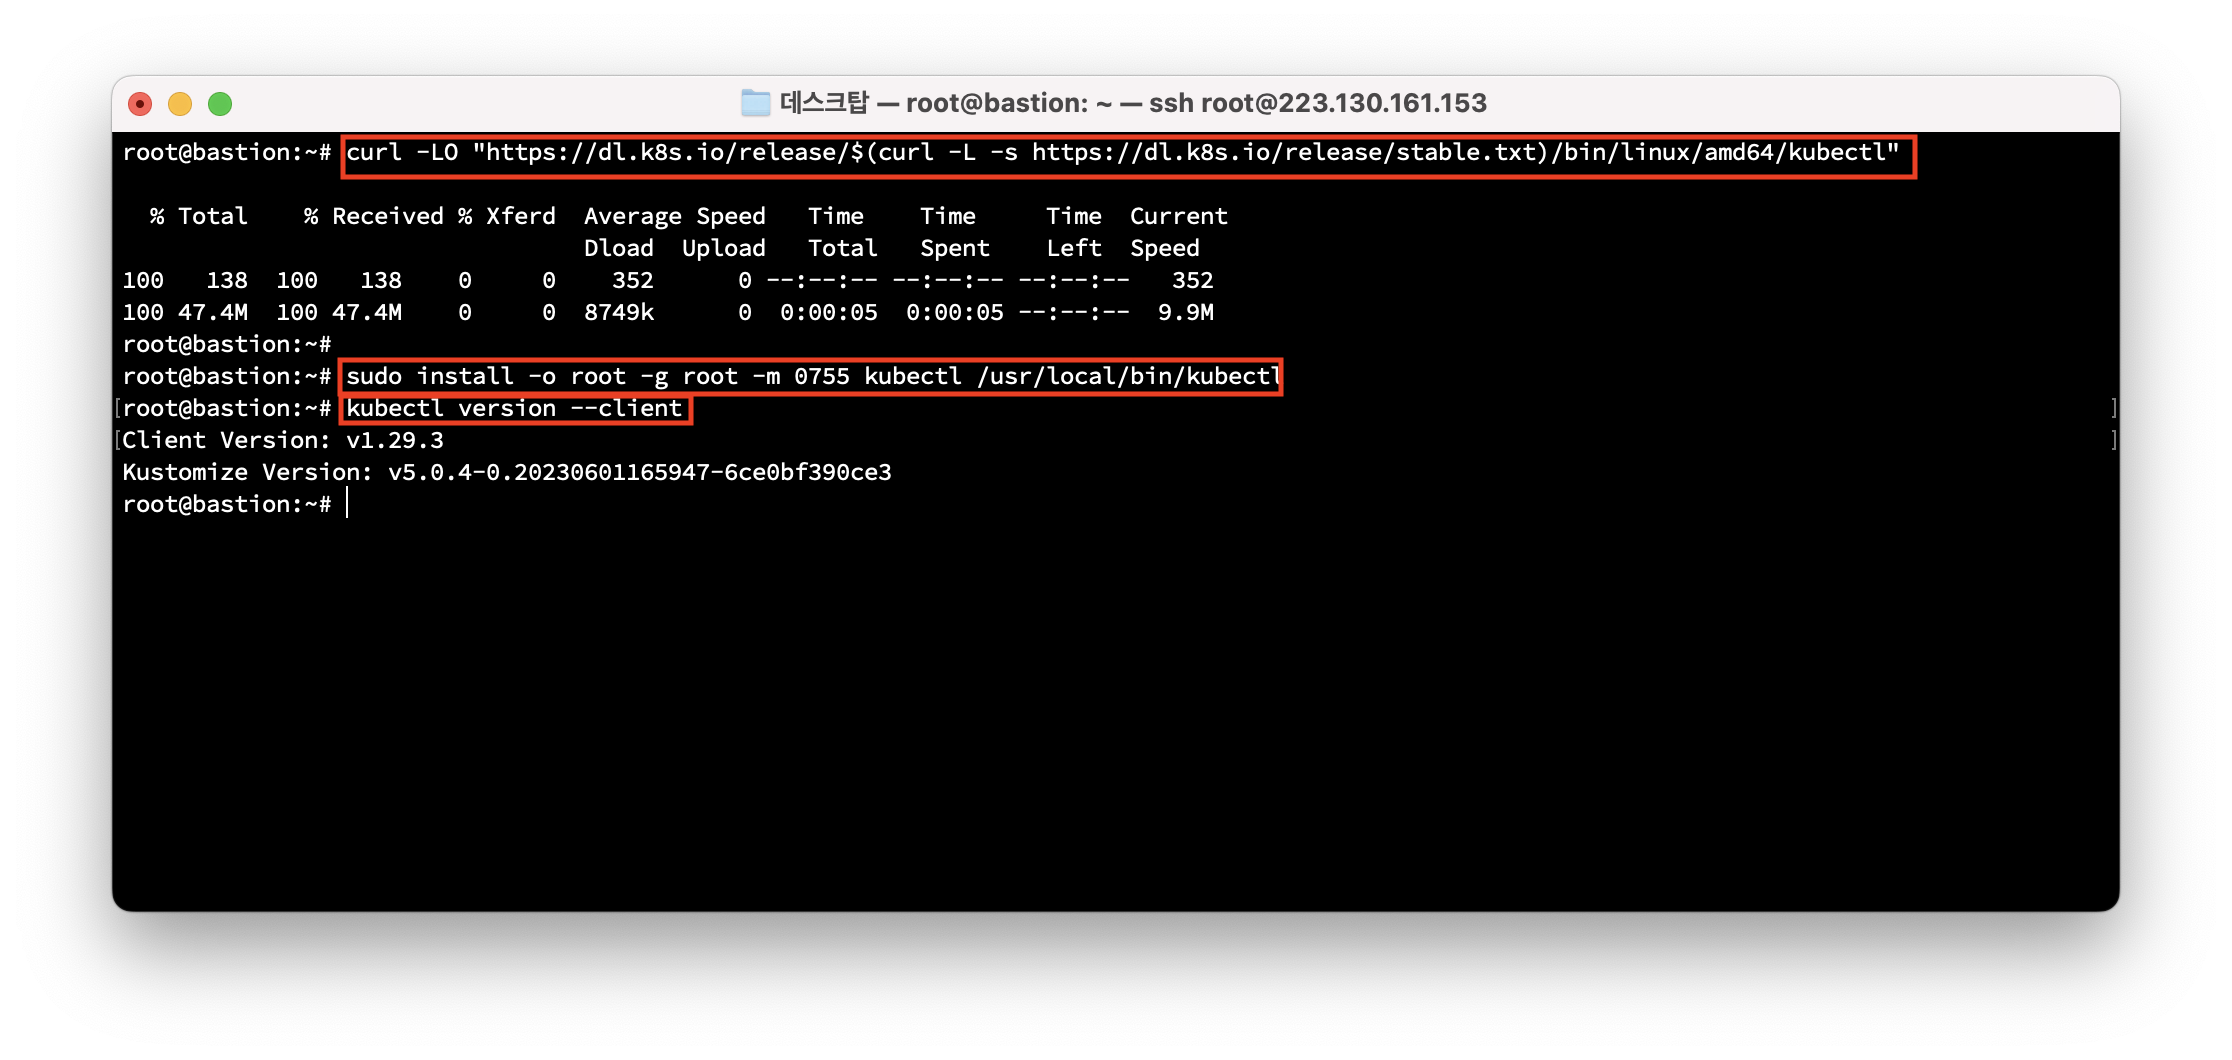 데스크탑 — root@bastion: ~ — ssh root@223.130.161.153
root@bastion:~# curl -LO "https://dl.k8s.io/release/$(curl -L -s https://dl.k8s.io/release/stable.txt)/bin/linux/amd64/kubectl"
% Total % Received % Xferd Average Speed Time Time Time Current
Dload Upload Total Spent Left Speed
100 138 100 138 0 0 352 0 --:--:-- --:--:-- --:--:-- 352
100 47.4M 100 47.4M 0 0 8749k 0 0:00:05 0:00:05 --:--:-- 9.9M
root@bastion:~#
root@bastion:~# sudo install -o root -g root -m 0755 kubectl /usr/local/bin/kubectl
[root@bastion:~# kubectl version --client ]
[Client Version: v1.29.3 ]
Kustomize Version: v5.0.4-0.20230601165947-6ce0bf390ce3
root@bastion:~#